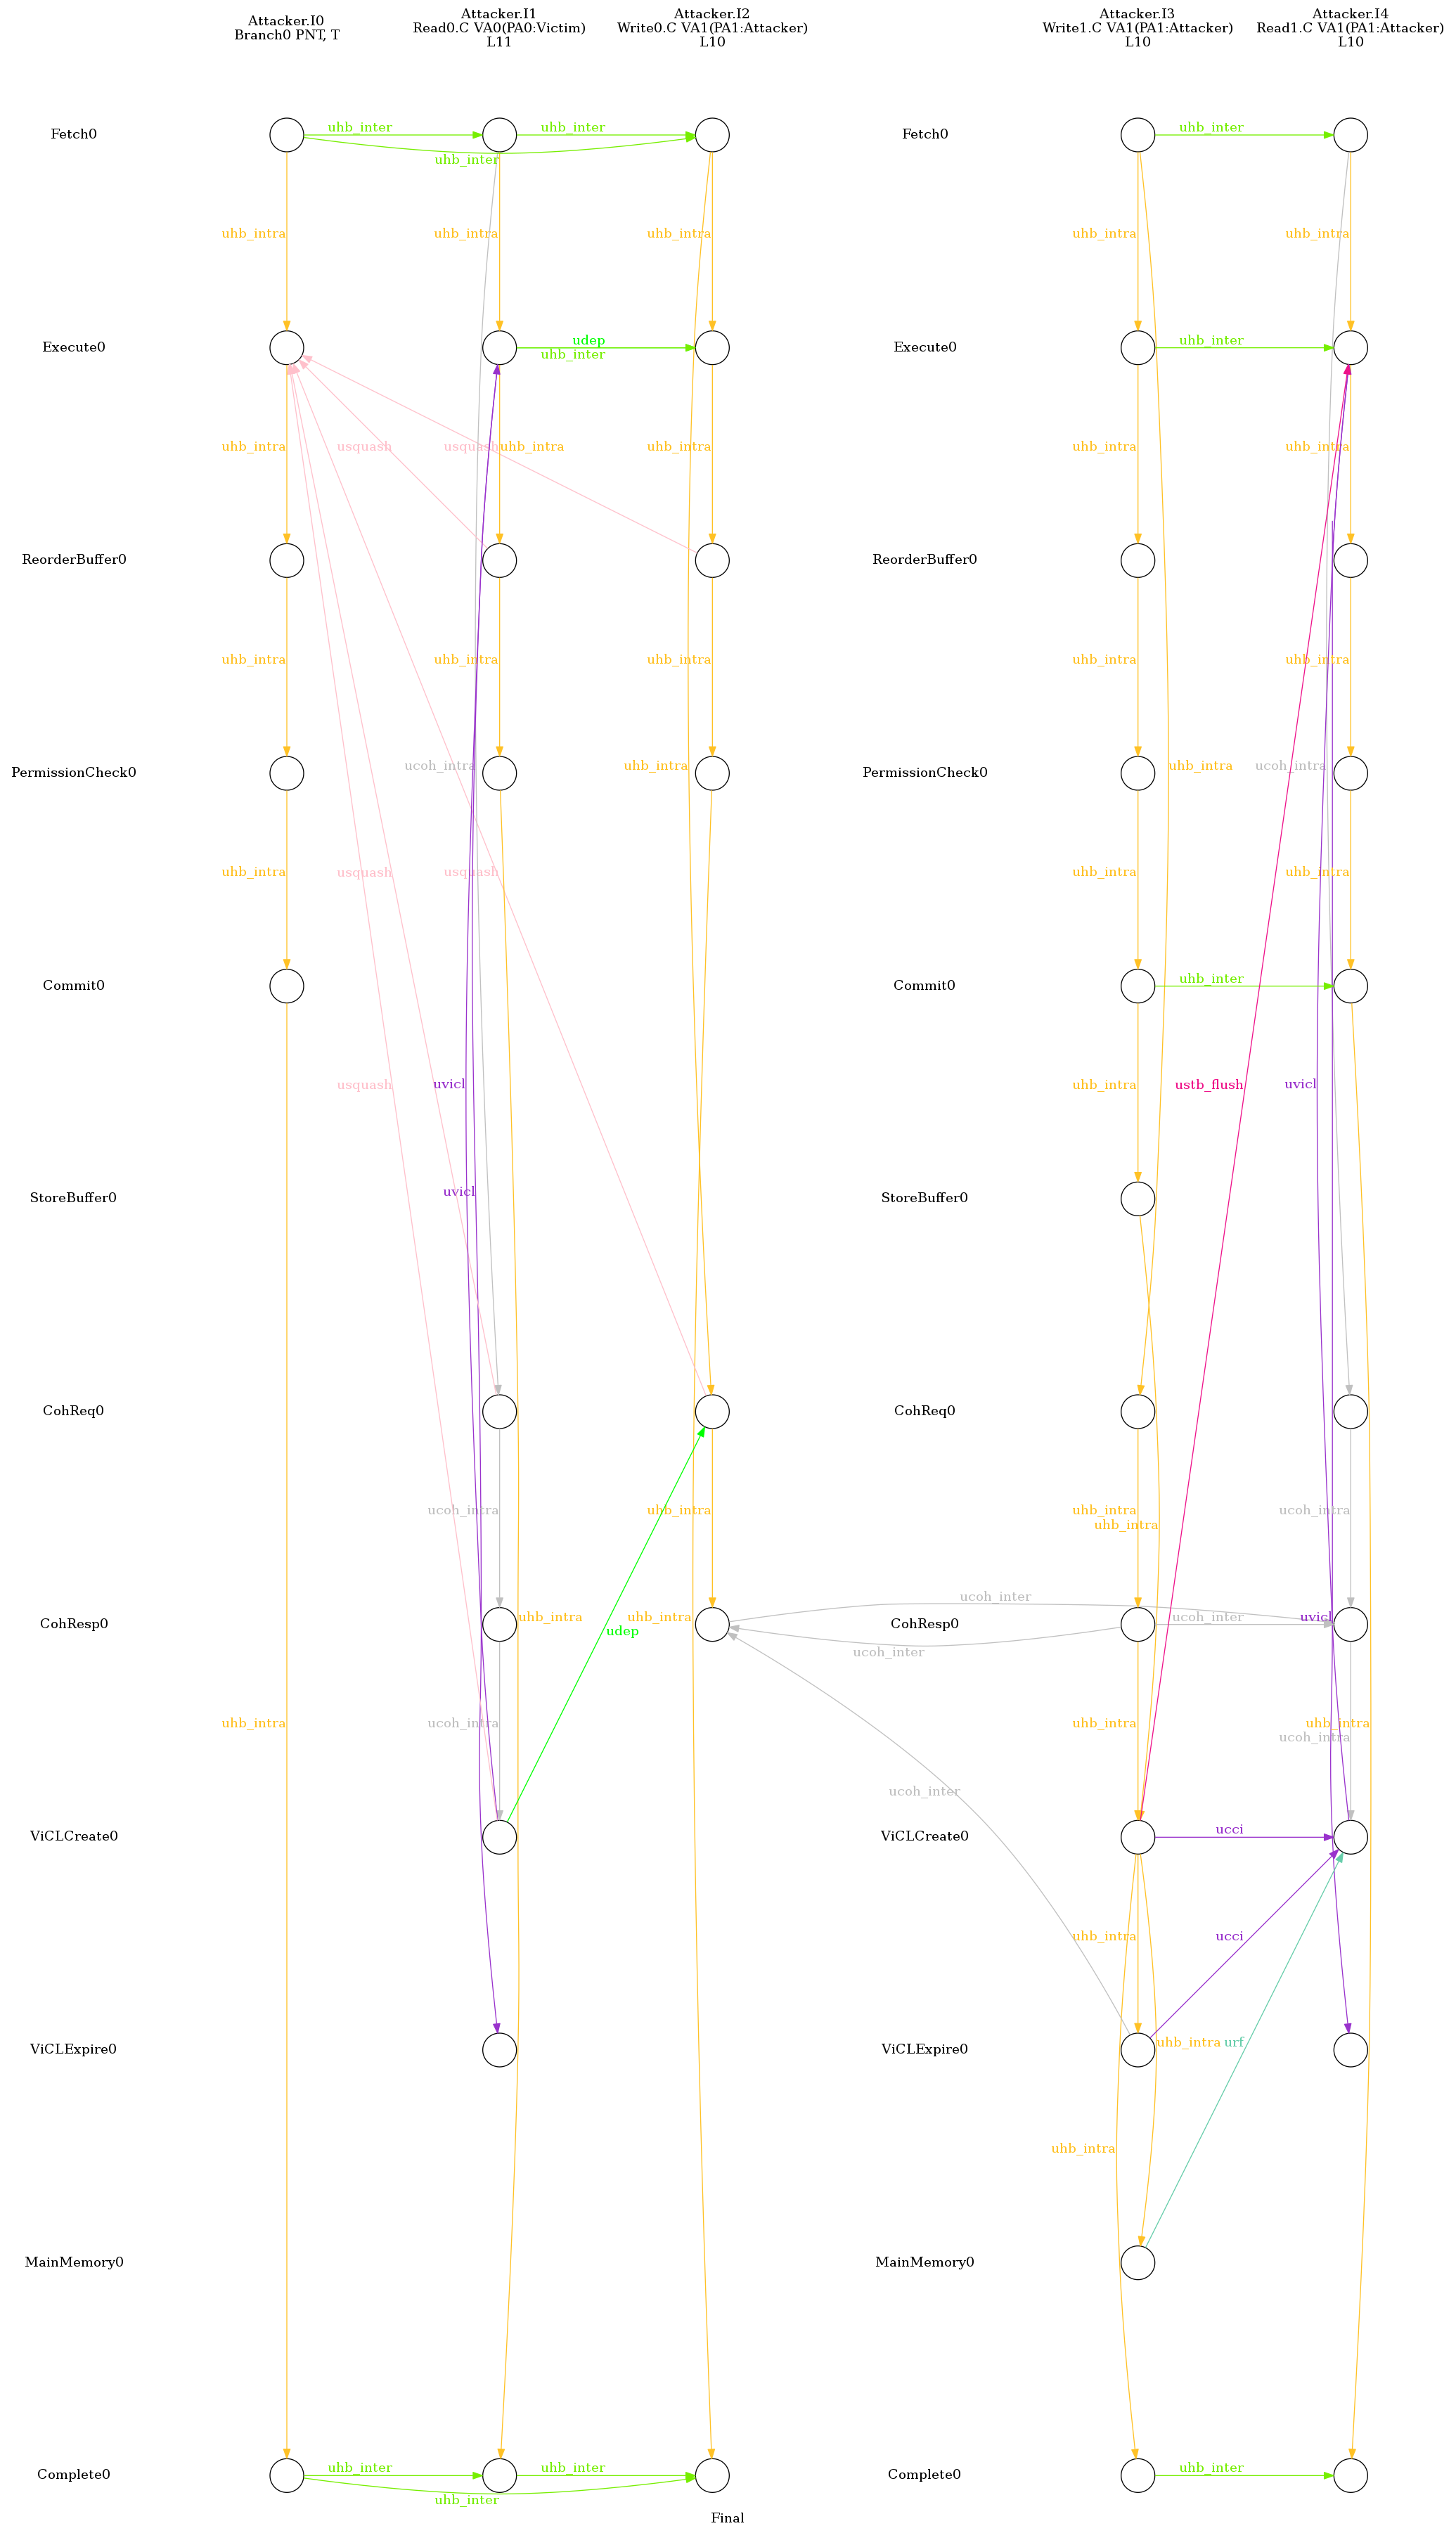 Attacker.I0
Branch0 PNT, T
Attacker.I1
Read0.C VA0(PA0:Victim)
L11
Attacker.I2
Write0.C VA1(PA1:Attacker)
L10
Attacker.I3
Write1.C VA1(PA1:Attacker)
L10
Attacker.I4
Read1.C VA1(PA1:Attacker)
L10
uhb_inter
uhb_inter
uhb_inter
Fetch0
Fetch0
uhb_inter
uhb_intra
uhb_intra
uhb_intra
uhb_intra
uhb_intra
udep
uhb_inter
uhb_inter
Execute0
Execute0
uhb_intra
usquash
usquash
uhb_intra
uhb_intra
uhb_intra
uhb_intra
ReorderBuffer0
ReorderBuffer0
uhb_intra
uhb_intra
uhb_intra
uhb_intra
uhb_intra
ucoh_intra
uhb_intra
uhb_intra
ucoh_intra
PermissionCheck0
PermissionCheck0
uhb_intra
usquash
usquash
uhb_intra
uhb_intra
Commit0
Commit0
uhb_inter
usquash
uvicl
uhb_intra
ustb_flush
uvicl
uvicl
StoreBuffer0
StoreBuffer0
CohReq0
CohReq0
ucoh_intra
uhb_intra
uhb_intra
ucoh_intra
uhb_intra
ucoh_inter
CohResp0
uhb_intra
udep
uhb_intra
CohResp0
ucoh_inter
uvicl
ucoh_inter
uhb_intra
ucoh_intra
uhb_intra
uhb_intra
ucoh_intra
ucoh_inter
ViCLCreate0
ViCLCreate0
ucci
uhb_intra
ucci
ViCLExpire0
ViCLExpire0
uhb_intra
urf
uhb_intra
MainMemory0
MainMemory0
uhb_inter
uhb_inter
uhb_inter
Complete0
Complete0
uhb_inter
Final